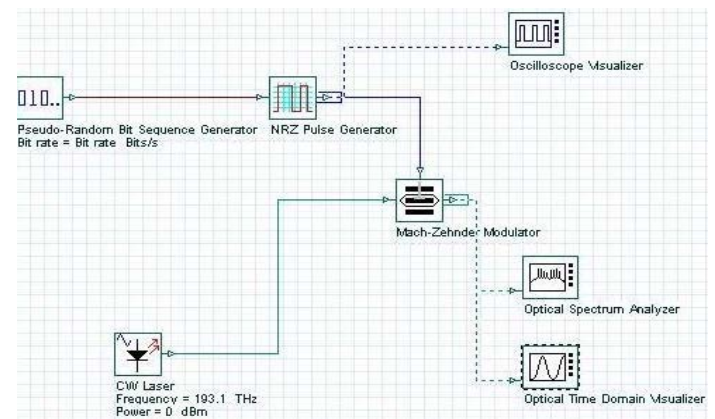 Oscilloscope Visualizer
010..
Pseudo-Random Bit Sequence Generator
Bit rate = Bit rate Bits/s
NRZ Pulse Generator
Mach-Zehnder Modulator
Optical Spectrum Analyzer
CW Laser
Frequency = 193.1 THz
Power = 0 dBm
Optical Time Domain Visualizer